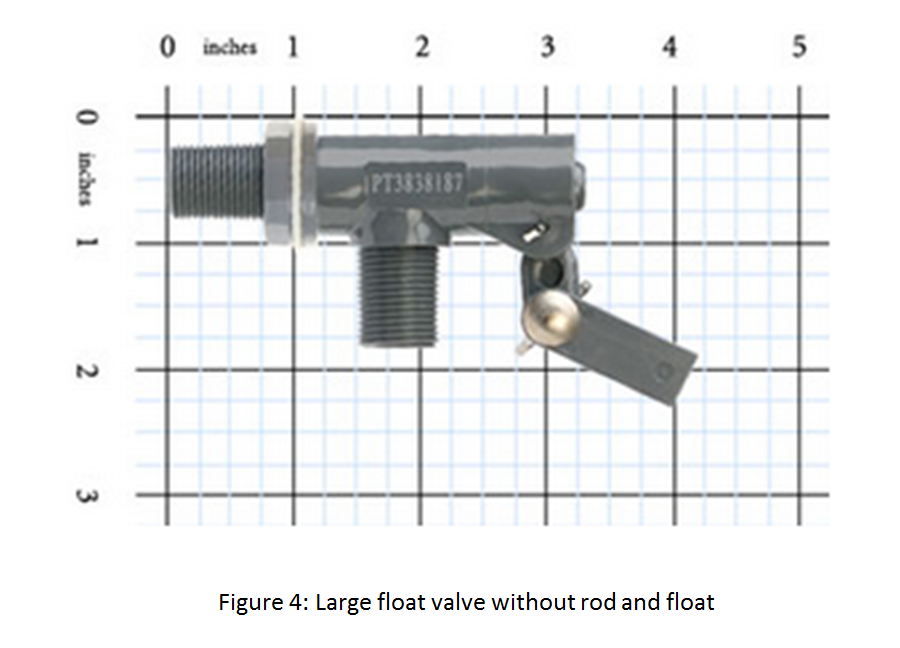 0 inches 1 2 3 4 5
0
inches
1
2
3
PT3838187
Figure 4: Large float valve without rod and float